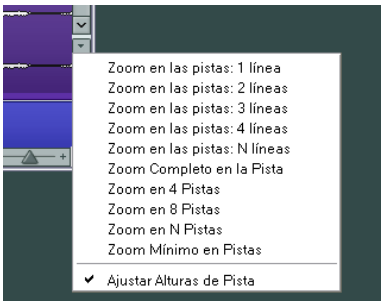 Zoom en las pistas: 1 línea
Zoom en las pistas: 2 líneas
Zoom en las pistas: 3 líneas
Zoom en las pistas: 4 líneas
Zoom en las pistas: N líneas
Zoom Completo en la Pista
Zoom en 4 Pistas
Zoom en 8 Pistas
Zoom en N Pistas
Zoom Mínimo en Pistas
Ajustar Alturas de Pista